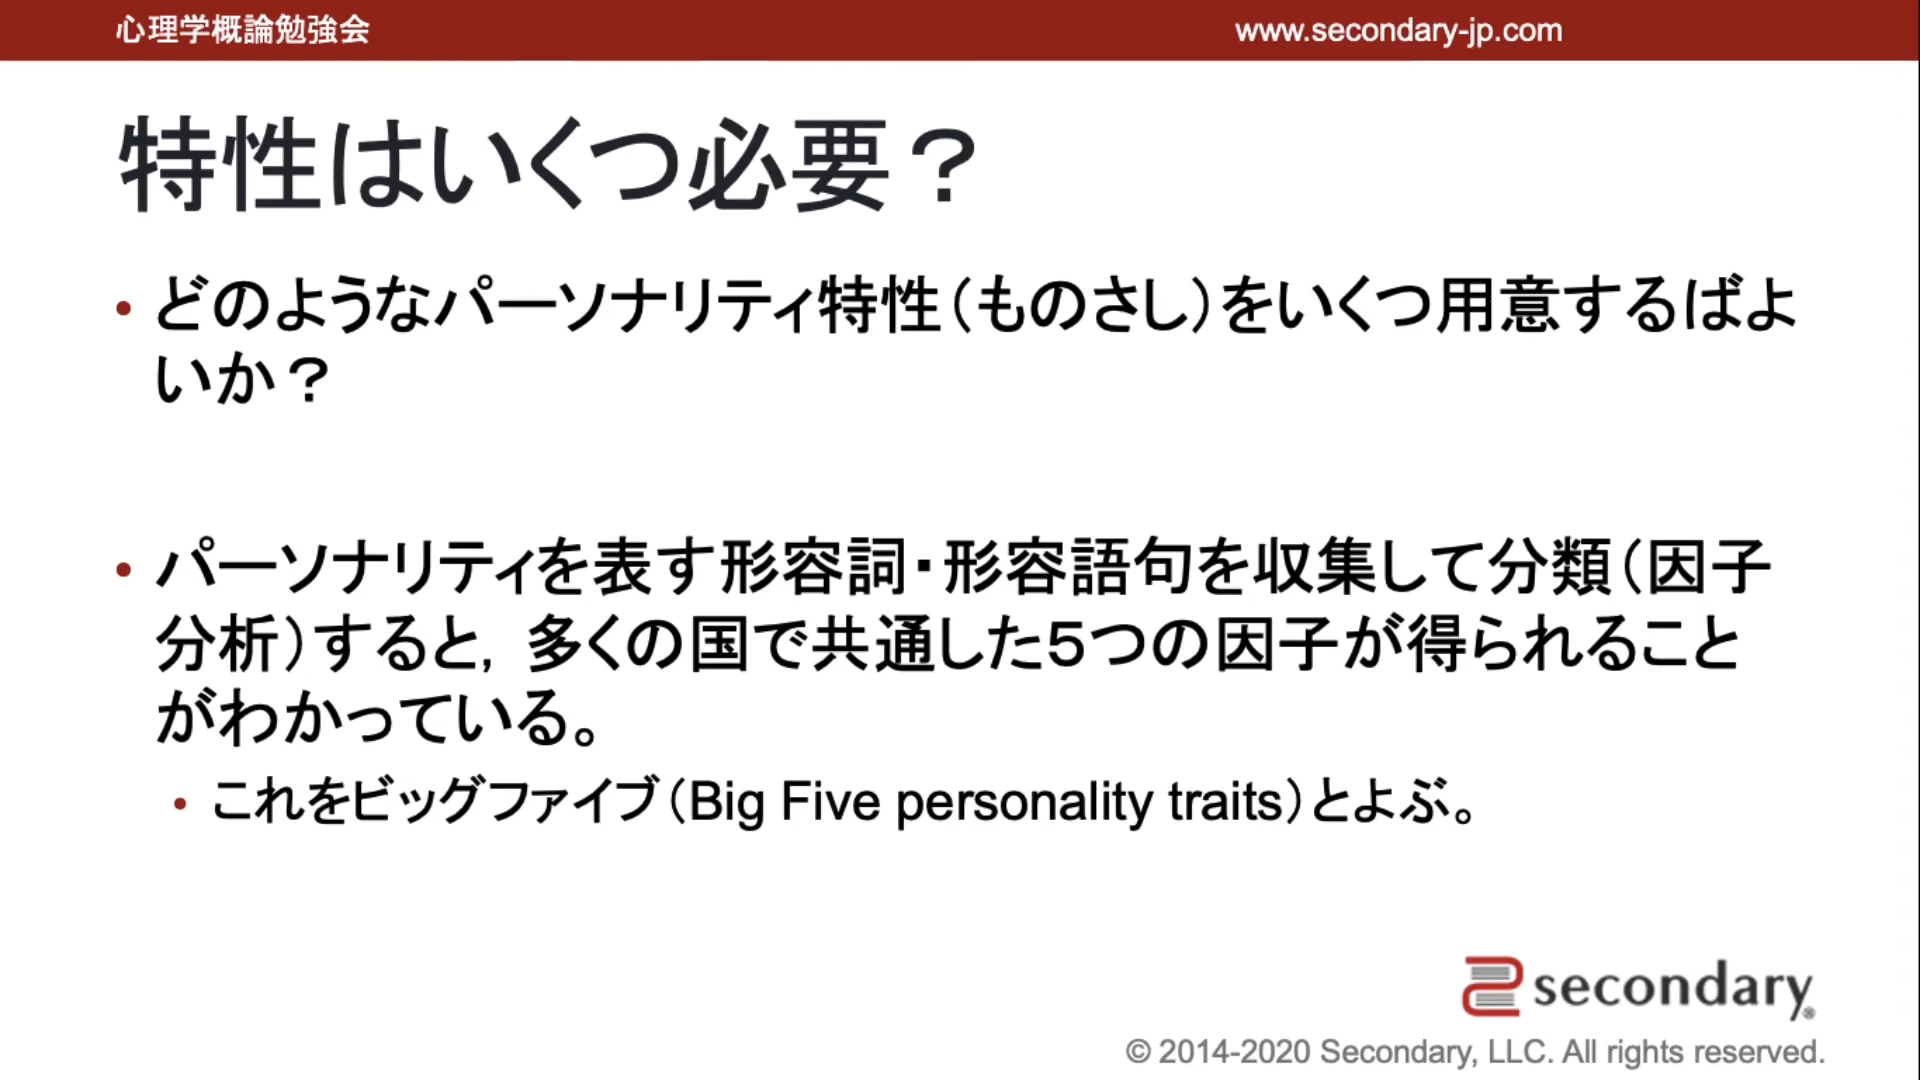 心理学概論勉強会
www.secondary-jp.com
特性はいくつ必要？
• どのようなパーソナリティ特性（ものさし）をいくつ用意するばよ
いか？
• パーソナリティを表す形容詞・形容語句を収集して分類（因子
分析）すると，多くの国で共通した５つの因子が得られること
がわかっている。
• これをビッグファイブ（Big Five personality traits）とよぶ。
secondary®
© 2014-2020 Secondary, LLC. All rights reserved.